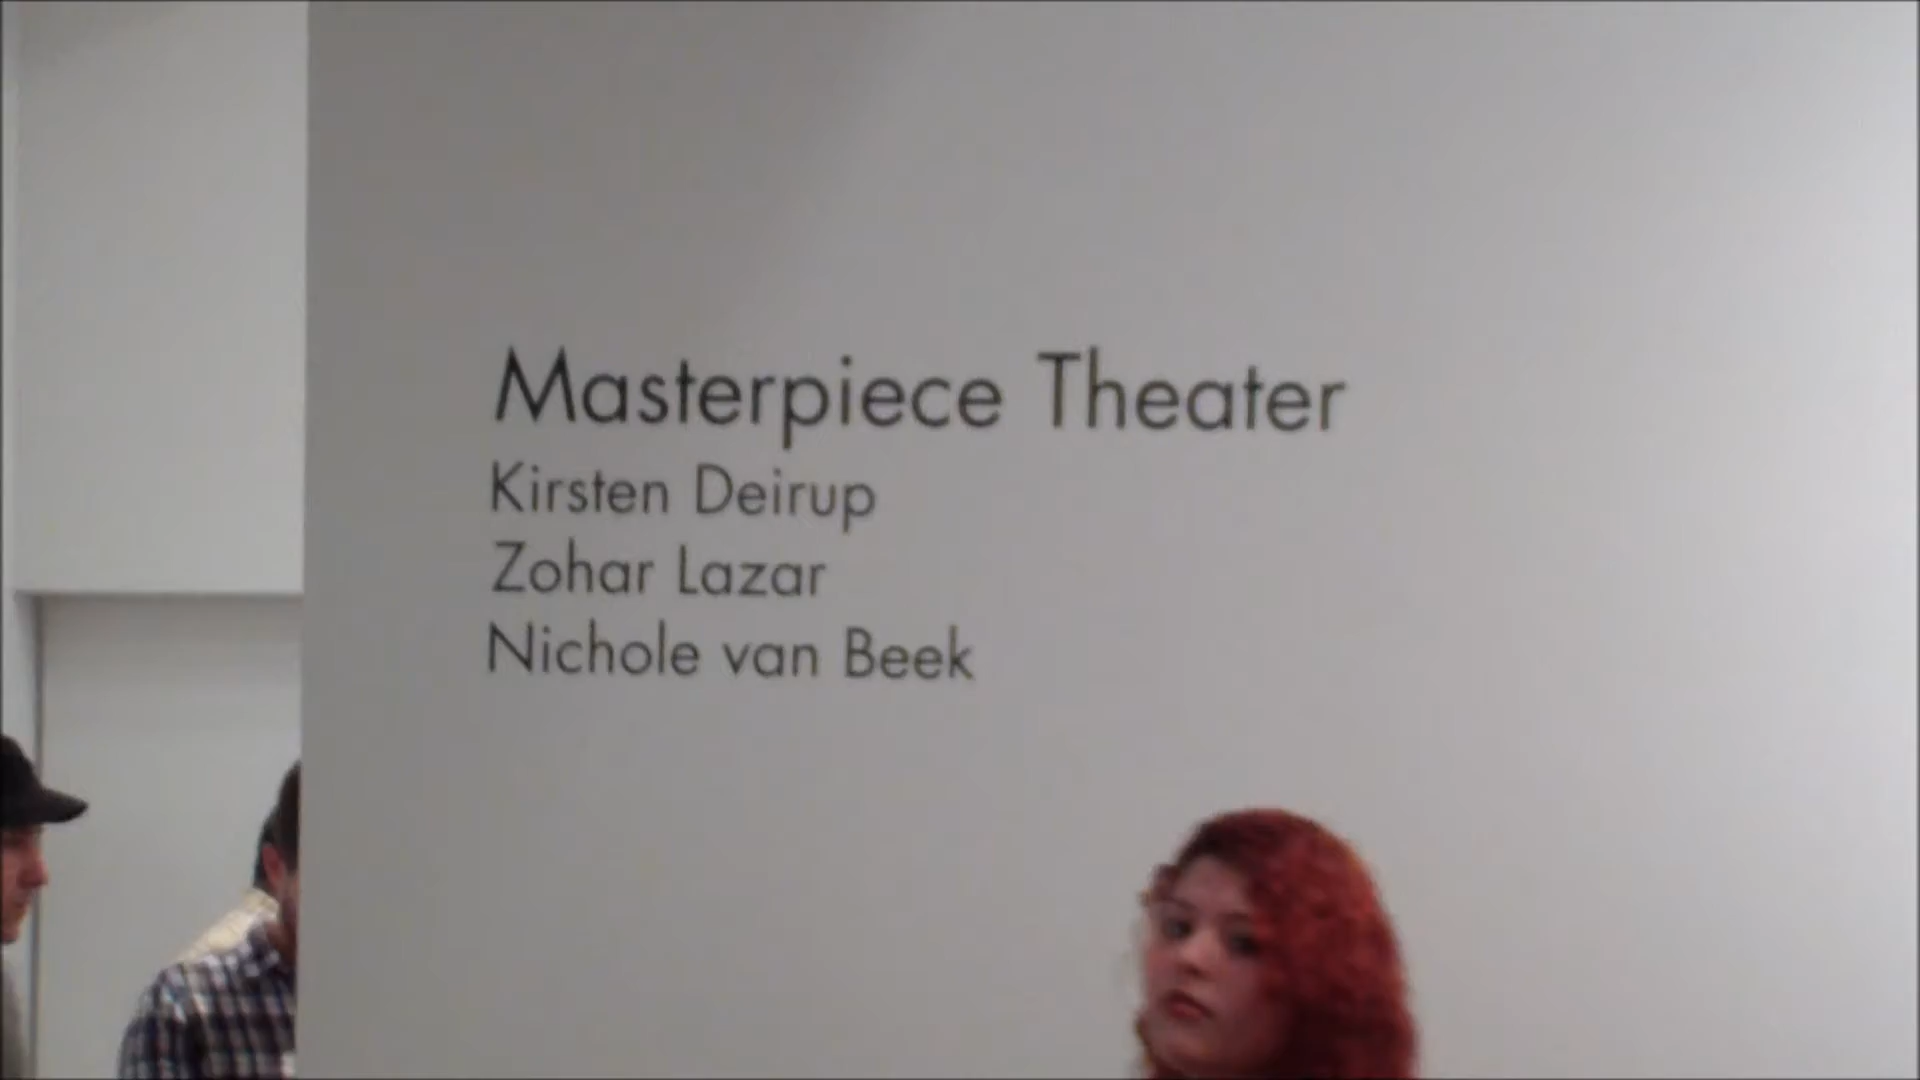 Masterpiece Theater
Kirsten Deirup
Zohar Lazar
Nichole van Beek